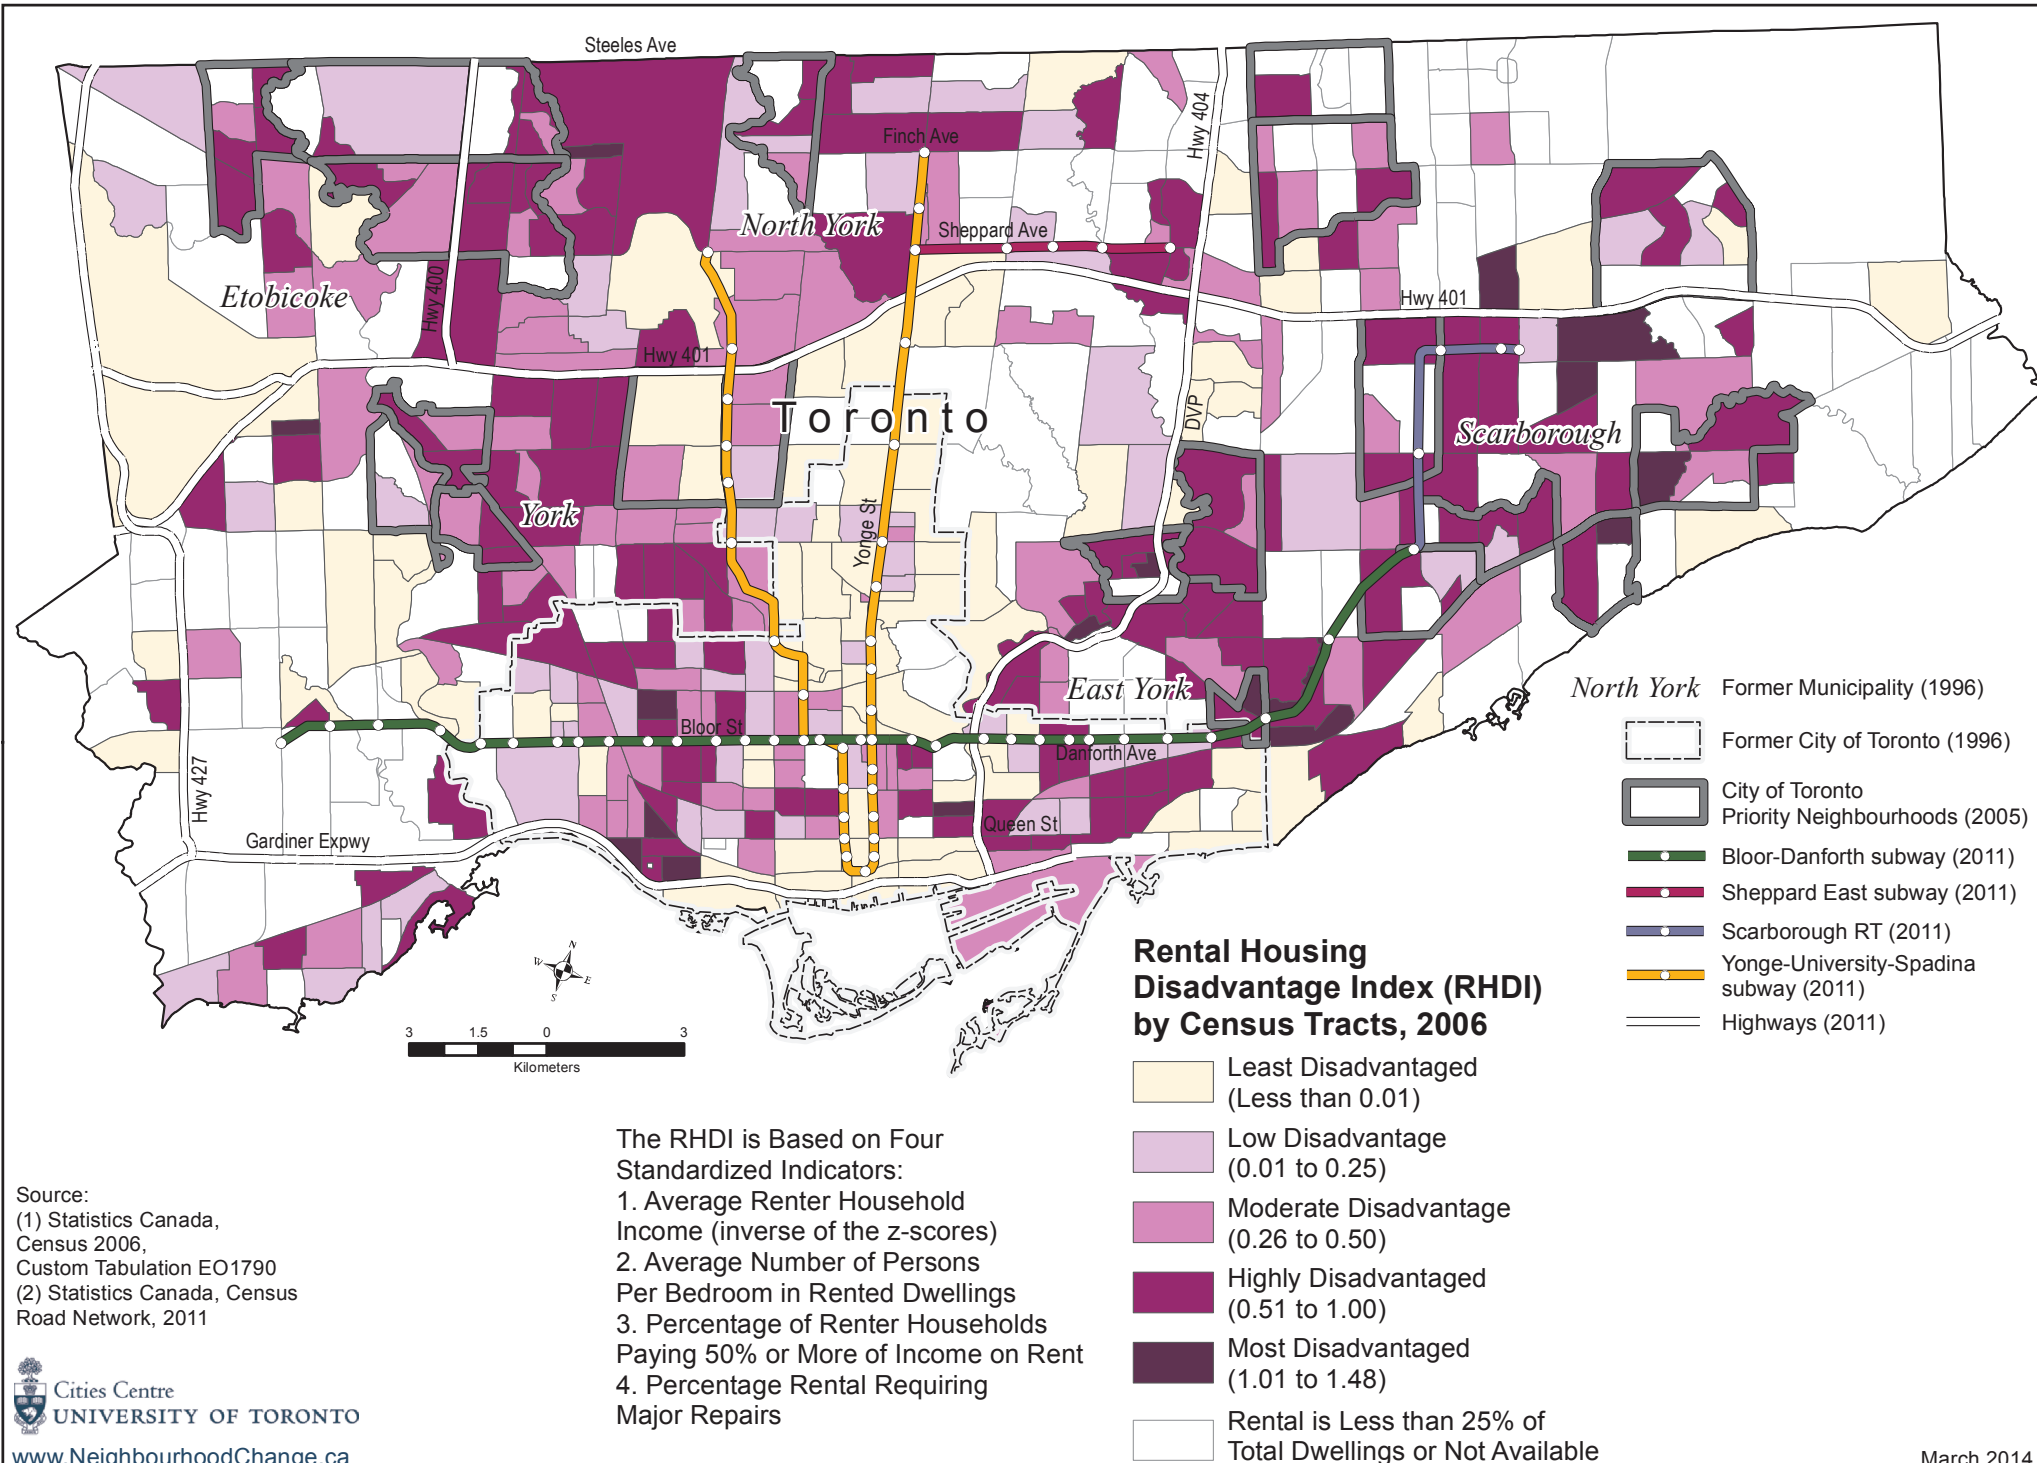 Steeles Ave
Hwy 404
Finch Ave
North York
Sheppard Ave
Etobicoke
Hwy 400
Hwy 401
Hwy 401
Toronto
DVP
Scarborough
York
Yonge St
East York
Bloor St
Danforth Ave
Hwy 427
Queen St
Gardiner Expwy
N
W
E
S
3 1.5 0 3
Kilometers
North York Former Municipality (1996)
Former City of Toronto (1996)
City of Toronto
Priority Neighbourhoods (2005)
Bloor-Danforth subway (2011)
Sheppard East subway (2011)
Scarborough RT (2011)
Yonge-University-Spadina
subway (2011)
Highways (2011)
Rental Housing
Disadvantage Index (RHDI)
by Census Tracts, 2006
Least Disadvantaged
(Less than 0.01)
Low Disadvantage
(0.01 to 0.25)
Moderate Disadvantage
(0.26 to 0.50)
Highly Disadvantaged
(0.51 to 1.00)
Most Disadvantaged
(1.01 to 1.48)
Rental is Less than 25% of
Total Dwellings or Not Available
The RHDI is Based on Four
Standardized Indicators:
1. Average Renter Household
Income (inverse of the z-scores)
2. Average Number of Persons
Per Bedroom in Rented Dwellings
3. Percentage of Renter Households
Paying 50% or More of Income on Rent
4. Percentage Rental Requiring
Major Repairs
Source:
(1) Statistics Canada,
Census 2006,
Custom Tabulation EO1790
(2) Statistics Canada, Census
Road Network, 2011
Cities Centre
UNIVERSITY OF TORONTO
www.NeighbourhoodChange.ca
March 2014